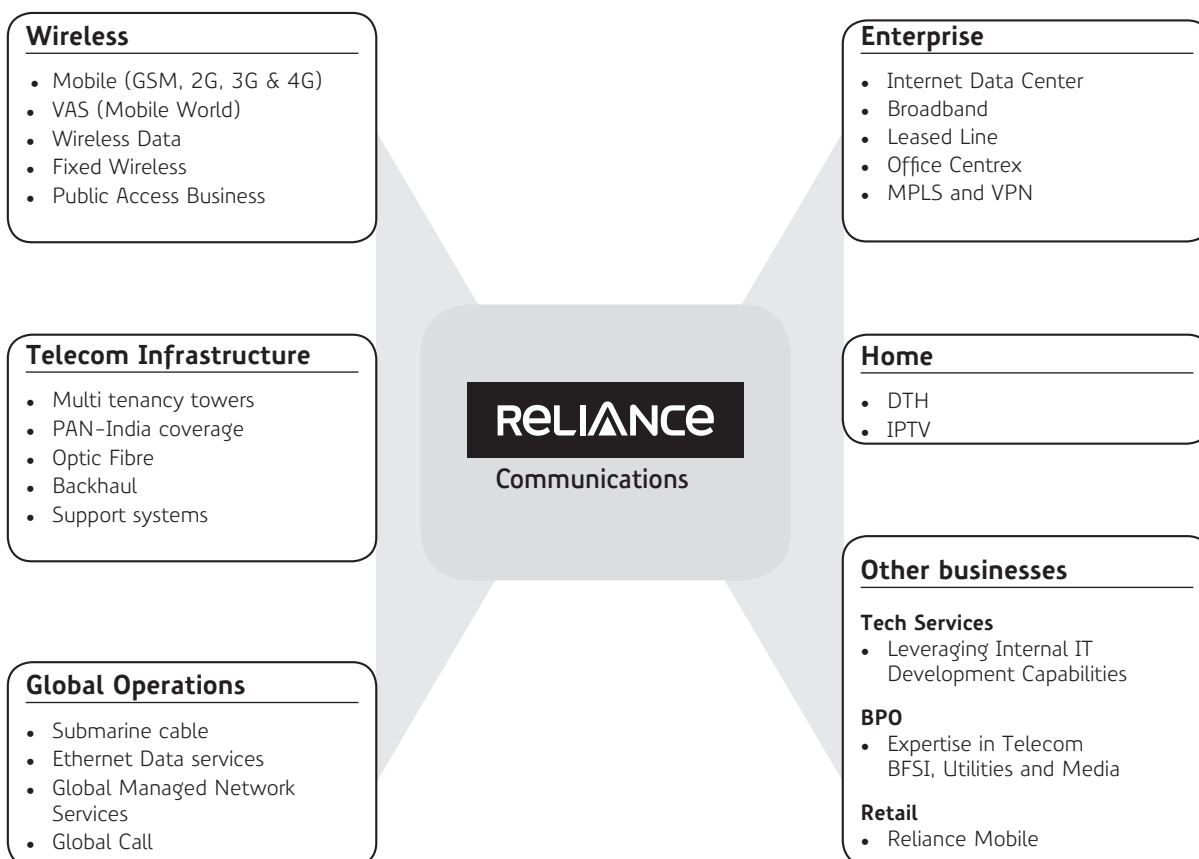 Wireless
• Mobile (GSM, 2G, 3G & 4G)
• VAS (Mobile World)
• Wireless Data
• Fixed Wireless
• Public Access Business
Telecom Infrastructure
• Multi tenancy towers
• PAN-India coverage
• Optic Fibre
• Backhaul
• Support systems
Global Operations
• Submarine cable
• Ethernet Data services
• Global Managed Network
Services
• Global Call
RELIANCE
Communications
Enterprise
• Internet Data Center
• Broadband
• Leased Line
• Office Centrex
• MPLS and VPN
Home
• DTH
• IPTV
Other businesses
Tech Services
• Leveraging Internal IT
Development Capabilities
BPO
• Expertise in Telecom
BFSI, Utilities and Media
Retail
• Reliance Mobile